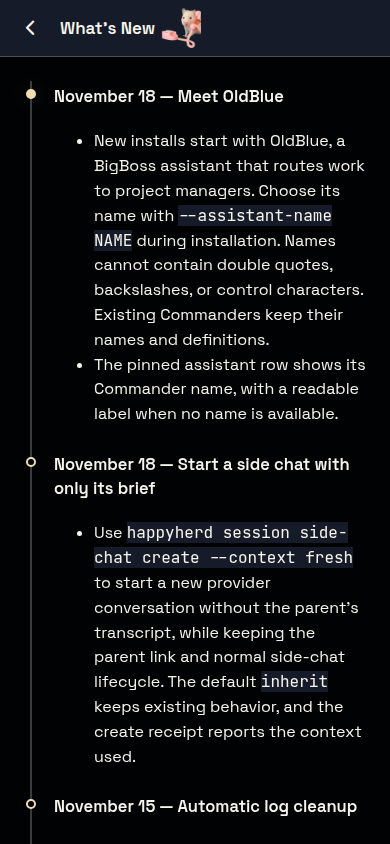 What's New
November 18 — Meet OldBlue
New installs start with OldBlue, a
BigBoss assistant that routes work
to project managers. Choose its
name with --assistant-name
NAME during installation. Names
cannot contain double quotes,
backslashes, or control characters.
Existing Commanders keep their
names and definitions.
The pinned assistant row shows its
Commander name, with a readable
label when no name is available.
November 18 — Start a side chat with
only its brief
Use happyherd session side-
chat create --context fresh
to start a new provider
conversation without the parent's
transcript, while keeping the
parent link and normal side-chat
lifecycle. The default inherit
keeps existing behavior, and the
create receipt reports the context
used.
November 15 — Automatic log cleanup